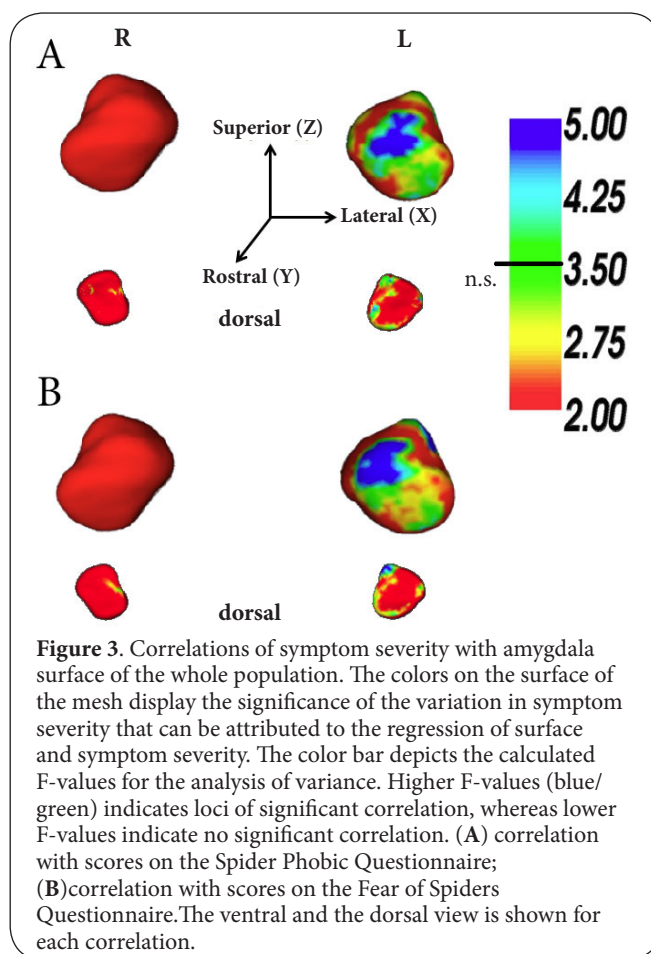 R L
A
Superior (Z)
Lateral (X)
Rostral (Y)
dorsal
5.00
4.25
3.50
n.s.
2.75
2.00
B
dorsal
Figure 3. Correlations of symptom severity with amygdala
surface of the whole population. The colors on the surface of
the mesh display the significance of the variation in symptom
severity that can be attributed to the regression of surface
and symptom severity. The color bar depicts the calculated
F-values for the analysis of variance. Higher F-values (blue/
green) indicates loci of significant correlation, whereas lower
F-values indicate no significant correlation. (A) correlation
with scores on the Spider Phobic Questionnaire;
(B)correlation with scores on the Fear of Spiders
Questionnaire.The ventral and the dorsal view is shown for
each correlation.